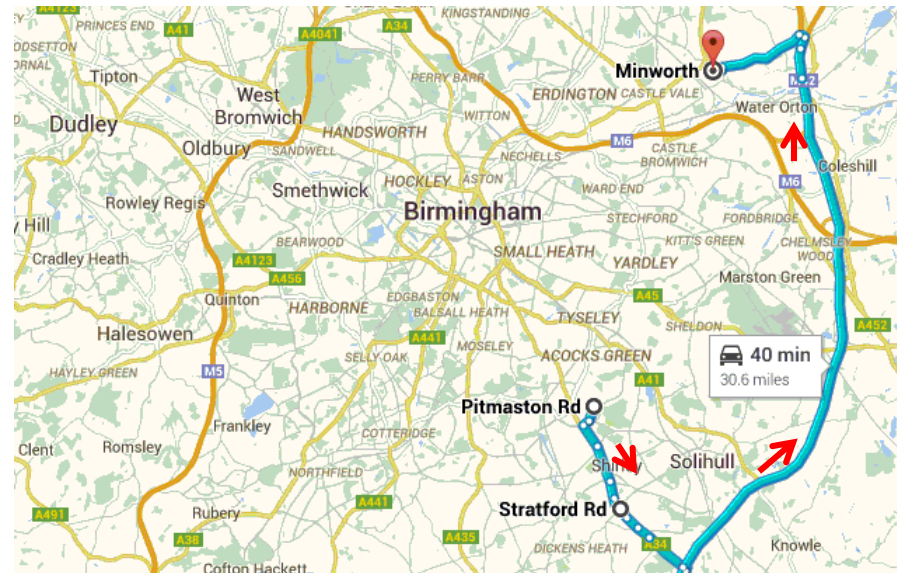 A4123
PRINCES END
A41
A4041
A34
KINGSTANDING
Minworth
M42
Tipton
PERRY BARR
ERDINGTON
CASTLE VALE
West
Bromwich
WITTON
Water Orton
Dudley
HANDSWORTH
Oldbury
SANDWELL
NECHELLS
M6
CASTLE
BROMWICH
Coleshill
HOCKLEY
ASTON
M6
Smethwick
WARD END
Rowley Regis
Birmingham
STECHFORD
FORDBRIDGE
y Hill
BEARWOOD
KITT'S GREEN
CHELMSLEY
WOOD
Cradley Heath
A4123
SMALL HEATH
YARDLEY
A456
Marston Green
Quinton
EDGBASTON
A45
HARBORNE
BALSALL HEATH
TYSELEY
SHELDON
A452
Halesowen
A441
MOSELEY
SELLY OAK
ACOCKS GREEN
40 min
30.6 miles
HAYLEY GREEN
M5
A41
Pitmaston Rd
Frankley
COTTERIDGE
Clent
Romsley
Shirley
Solihull
NORTHFIELD
A441
Stratford Rd
A491
Rubery
A38
A435
DICKENS HEATH
A34
Knowle
Cofton Hackett